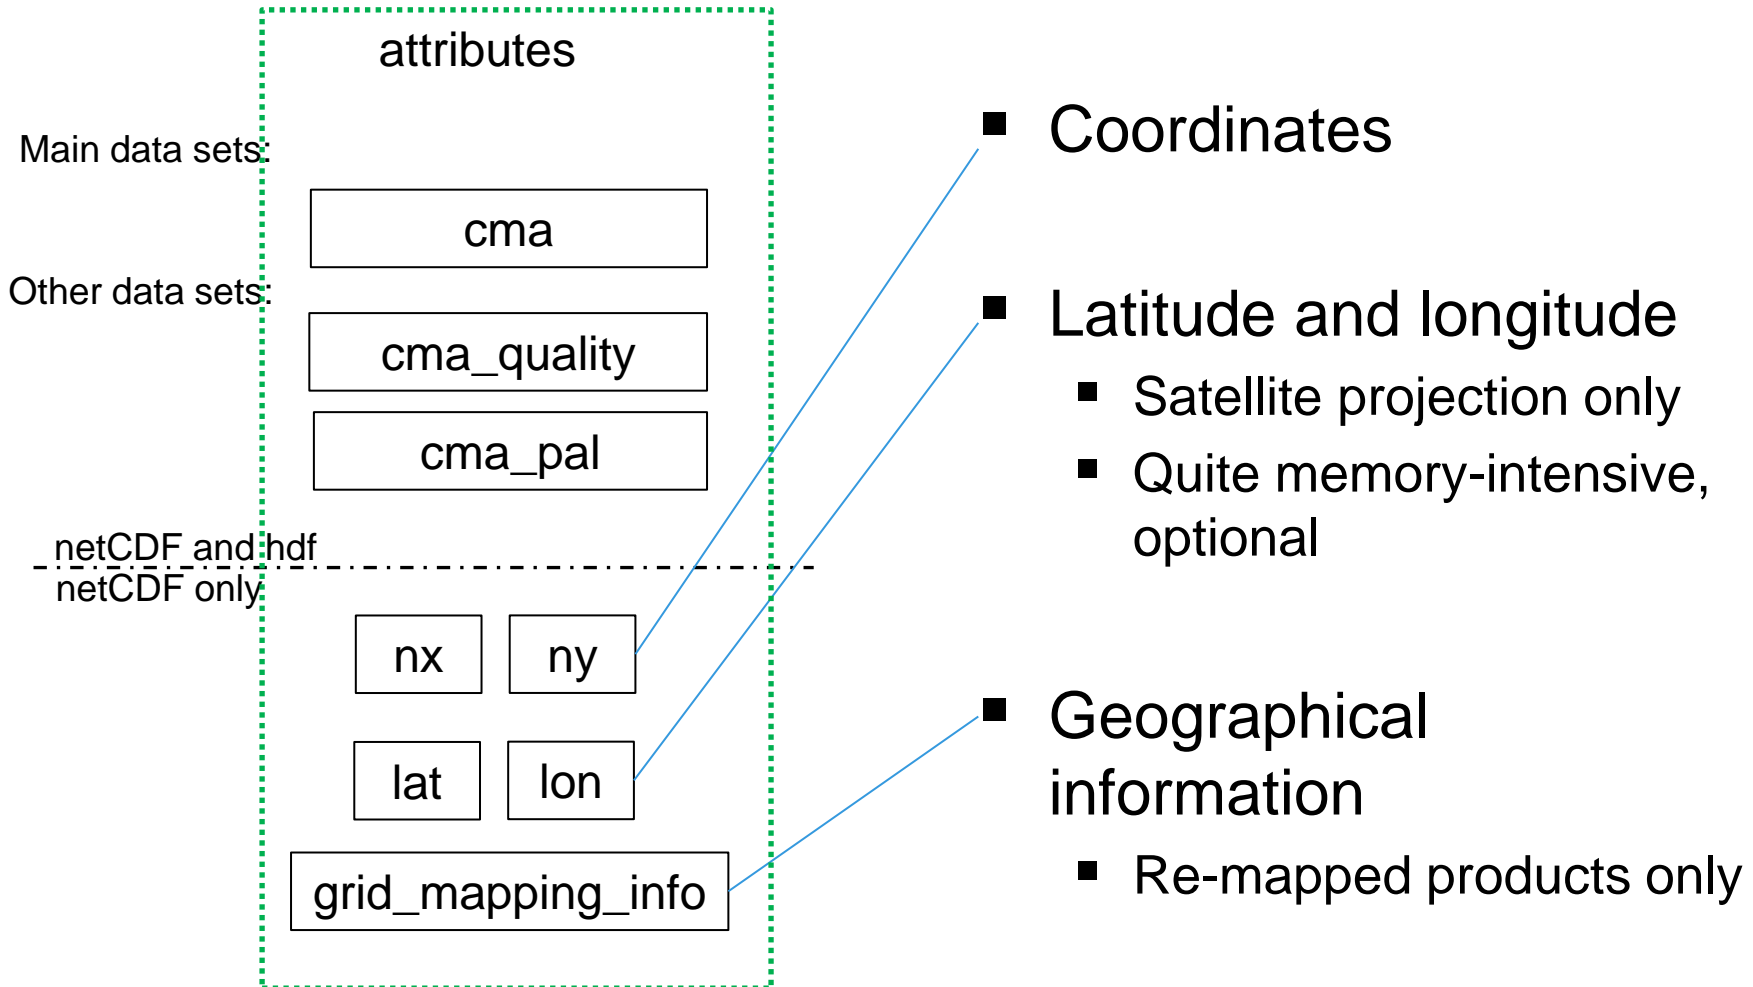 attributes
Main data sets:
cma
Other data sets:
cma_quality
cma_pal
netCDF and hdf
netCDF only
nx
ny
lat
lon
grid_mapping_info
Coordinates
Latitude and longitude
Satellite projection only
Quite memory-intensive,
optional
Geographical
information
Re-mapped products only